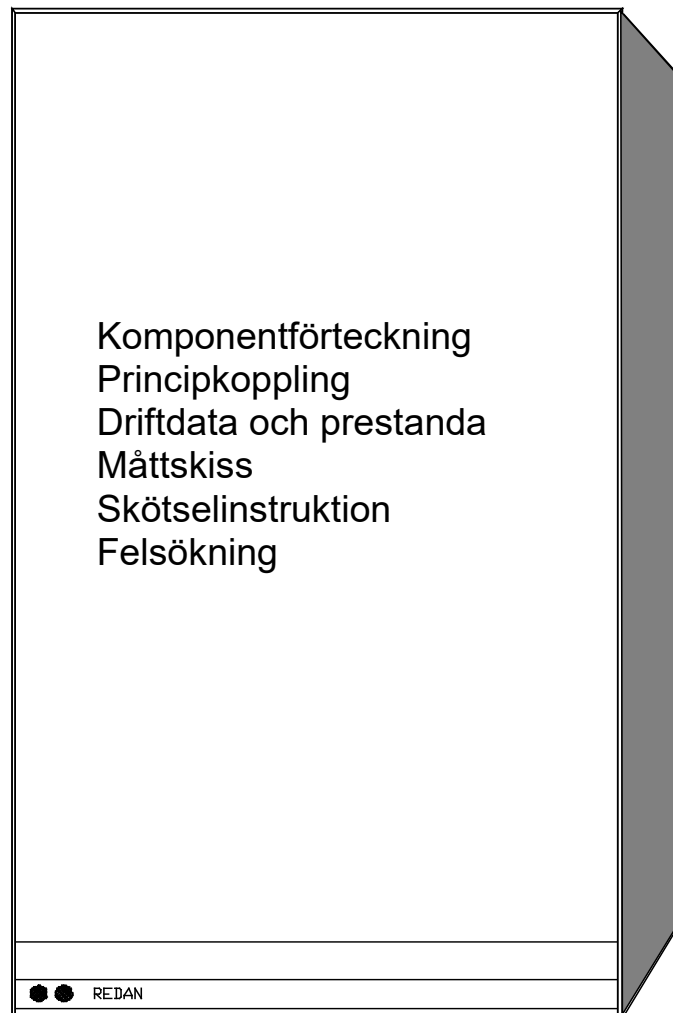 Komponentförteckning
Principkoppling
Driftdata och prestanda
Måttskiss
Skötselinstruktion
Felsökning
REDAN